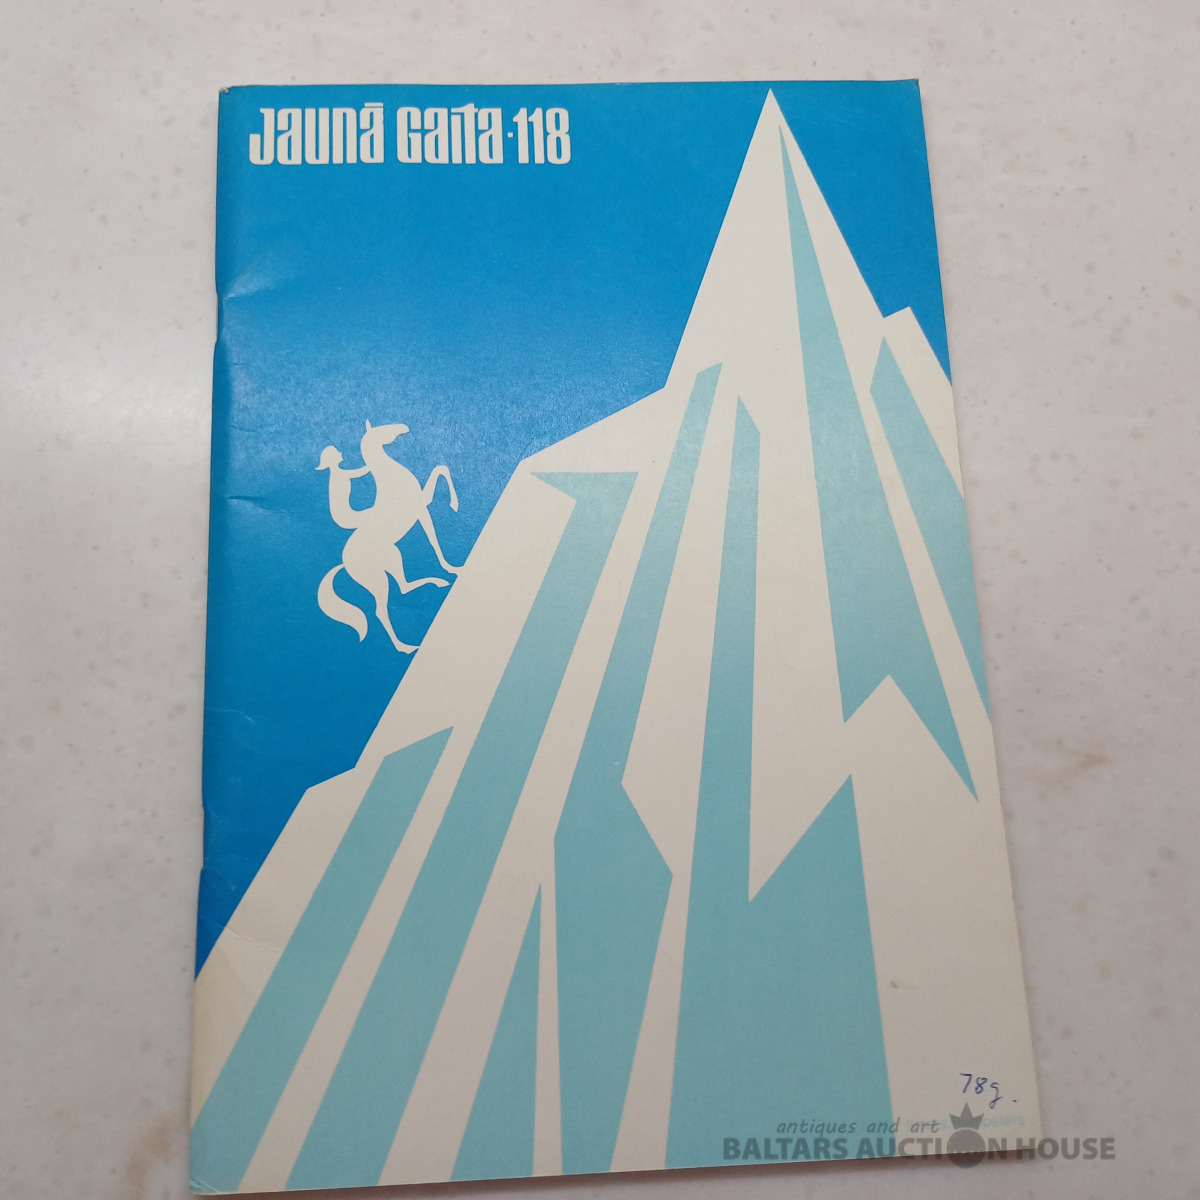 Jaunā Gaita·118
78g.
antiques and art
BALTARS AUCTION HOUSE